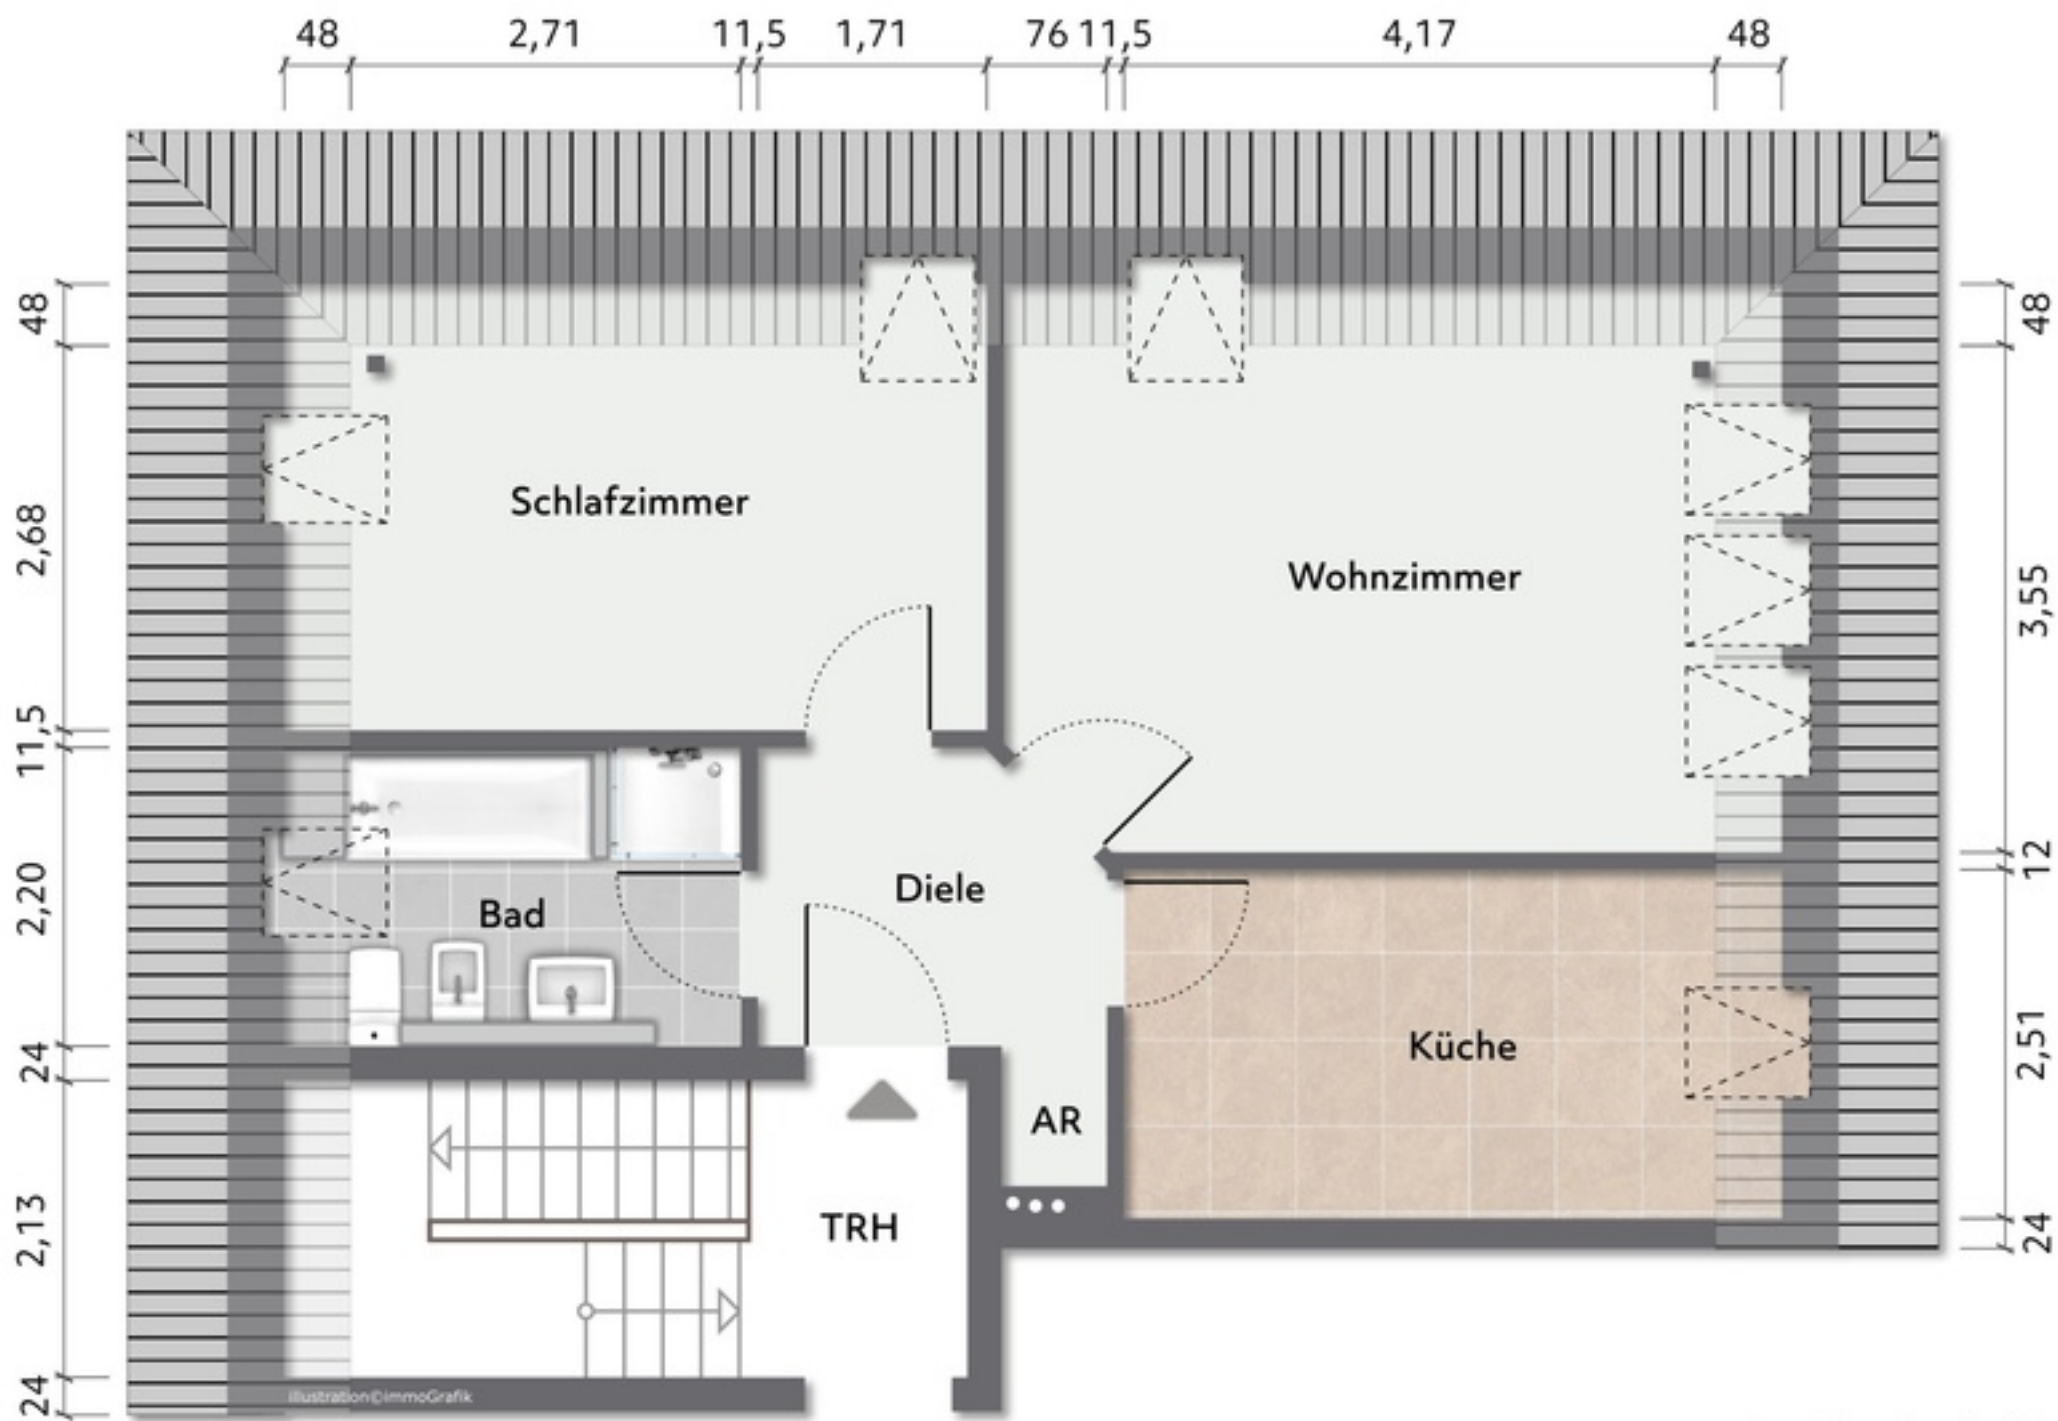 48 2,71 11,5 1,71 76 11,5 4,17 48
48
48
Schlafzimmer
2,68
Wohnzimmer
3,55
11,5
12
Diele
2,20
Bad
Küche
2,51
24
AR
TRH
2,13
24
24
illustration©immoGrafik